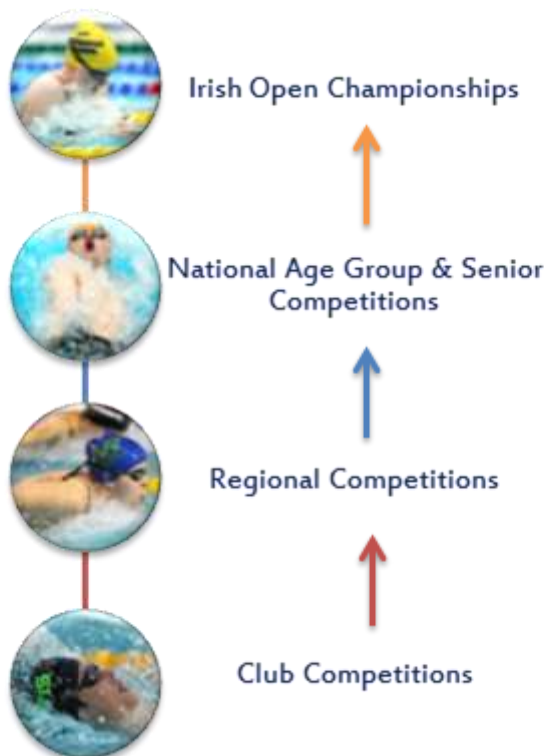 Irish Open Championships
National Age Group & Senior
Competitions
Regional Competitions
Club Competitions